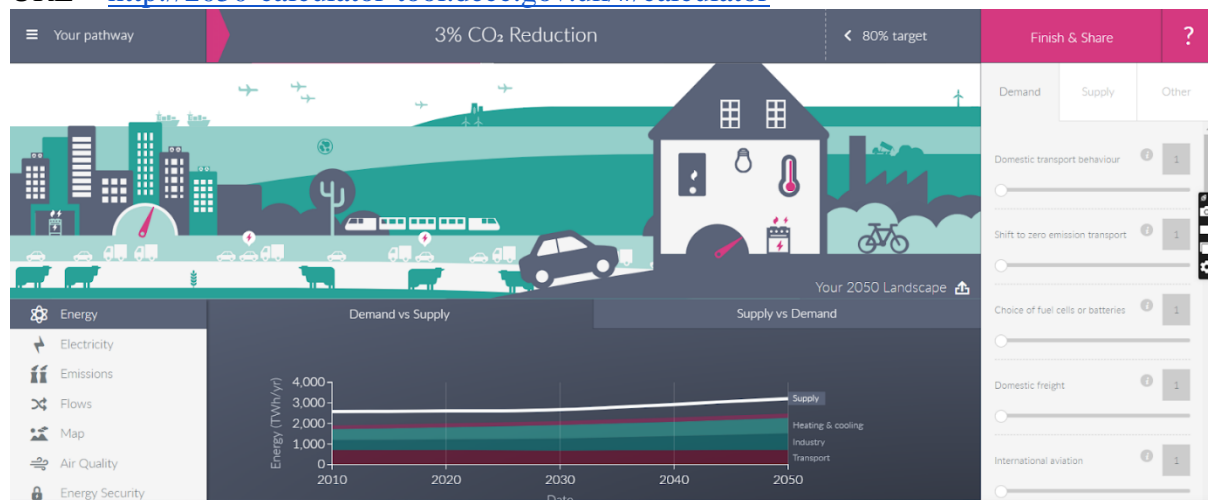 Your pathway
3% CO₂ Reduction
80% target
Finish & Share
?
Demand
Supply
Other
Domestic transport behaviour
1
Shift to zero emission transport
1
Choice of fuel cells or batteries
1
Domestic freight
1
International aviation
1
Your 2050 Landscape
Energy
Electricity
Emissions
Flows
Map
Air Quality
Energy Security
Demand vs Supply
Supply vs Demand
Energy (TWh/yr)
4,000
3,000
2,000
1,000
0
2010
2020
2030
2040
2050
Supply
Heating & cooling
Industry
Transport